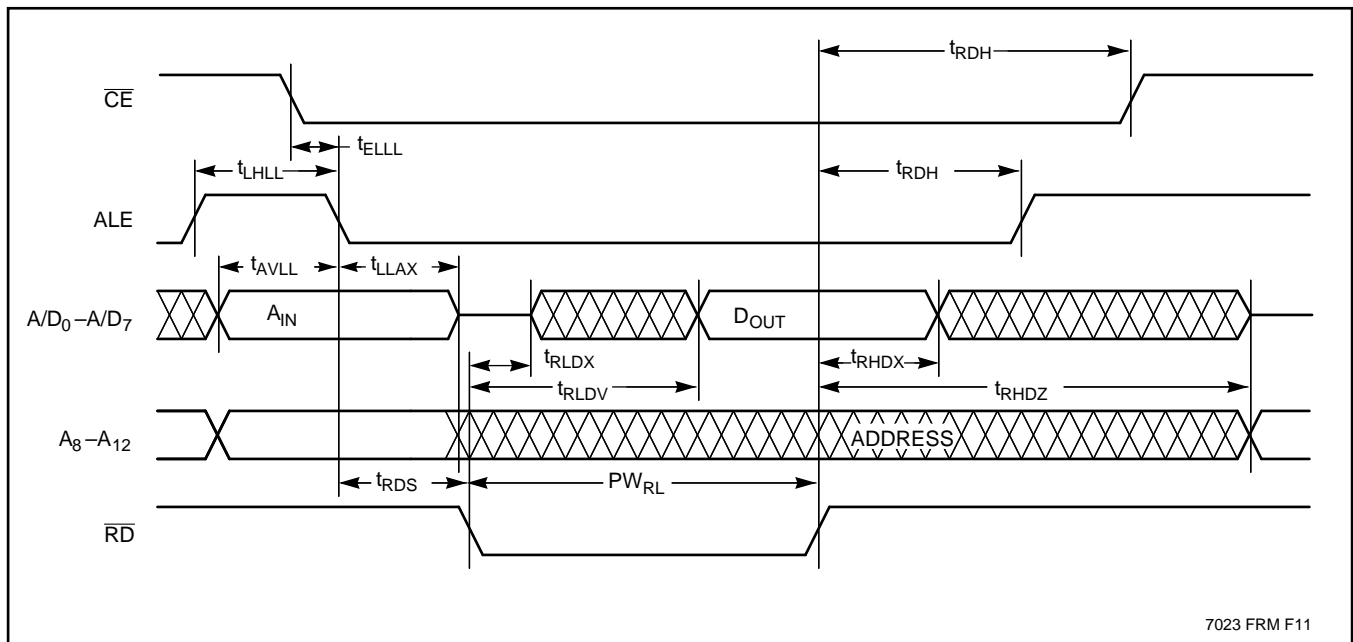 tRDH
CE
tELLL
tLHLL
tRDH
ALE
tAVLL
tLLAX
A/D0–A/D7
AIN
DOUT
tRLDX
tRHDX
tRLDV
tRHDZ
A8–A12
ADDRESS
tRDS
PWRL
RD
7023 FRM F11